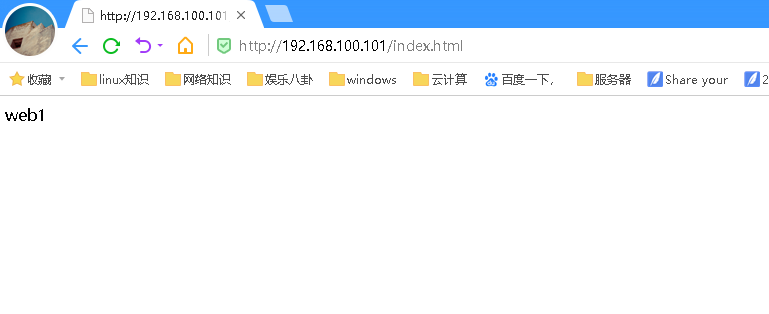 http://192.168.100.101
http://192.168.100.101/index.html
收藏 linux知识 网络知识 娱乐八卦 windows 云计算 百度一下， 服务器 Share your 2
web1